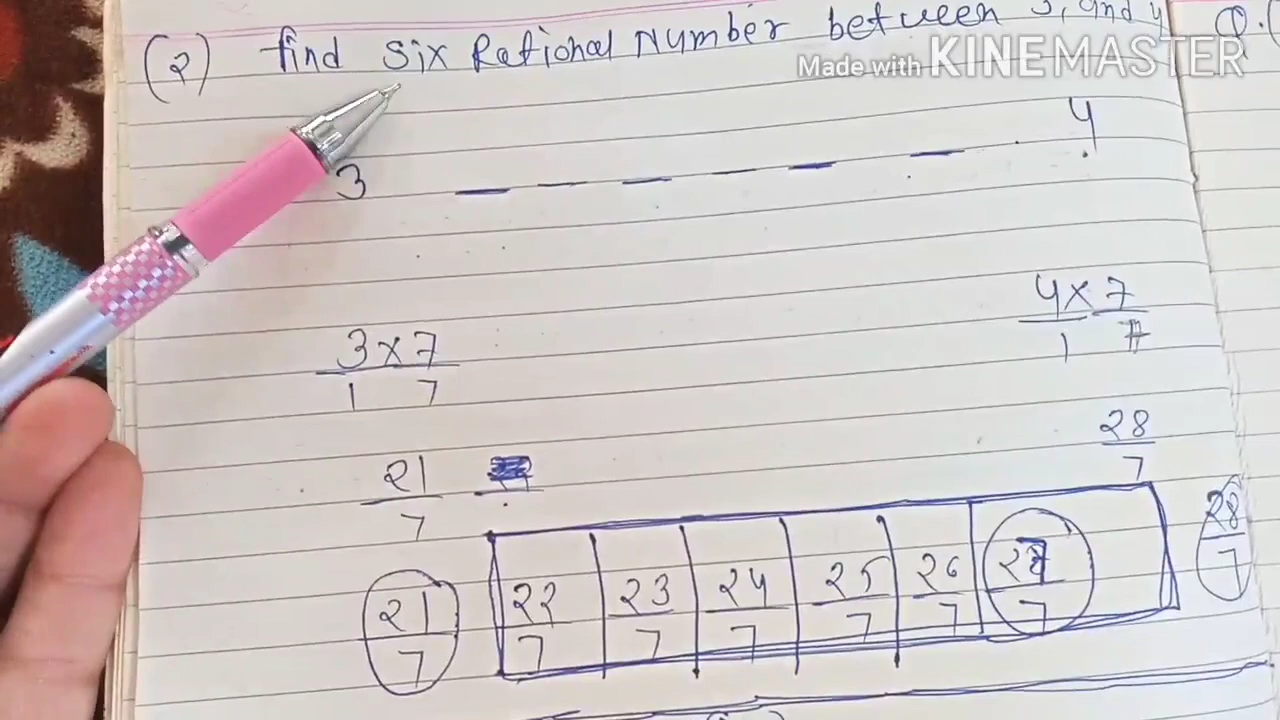 (2) find six Rational Number between 3, and 4
Q.(
Made with KINEMASTER
3 — — — — — — 4
3×7/1 7
4×7/1 7
21/7
28/7
21/7 22/7 23/7 24/7 25/7 26/7 27/7 28/7